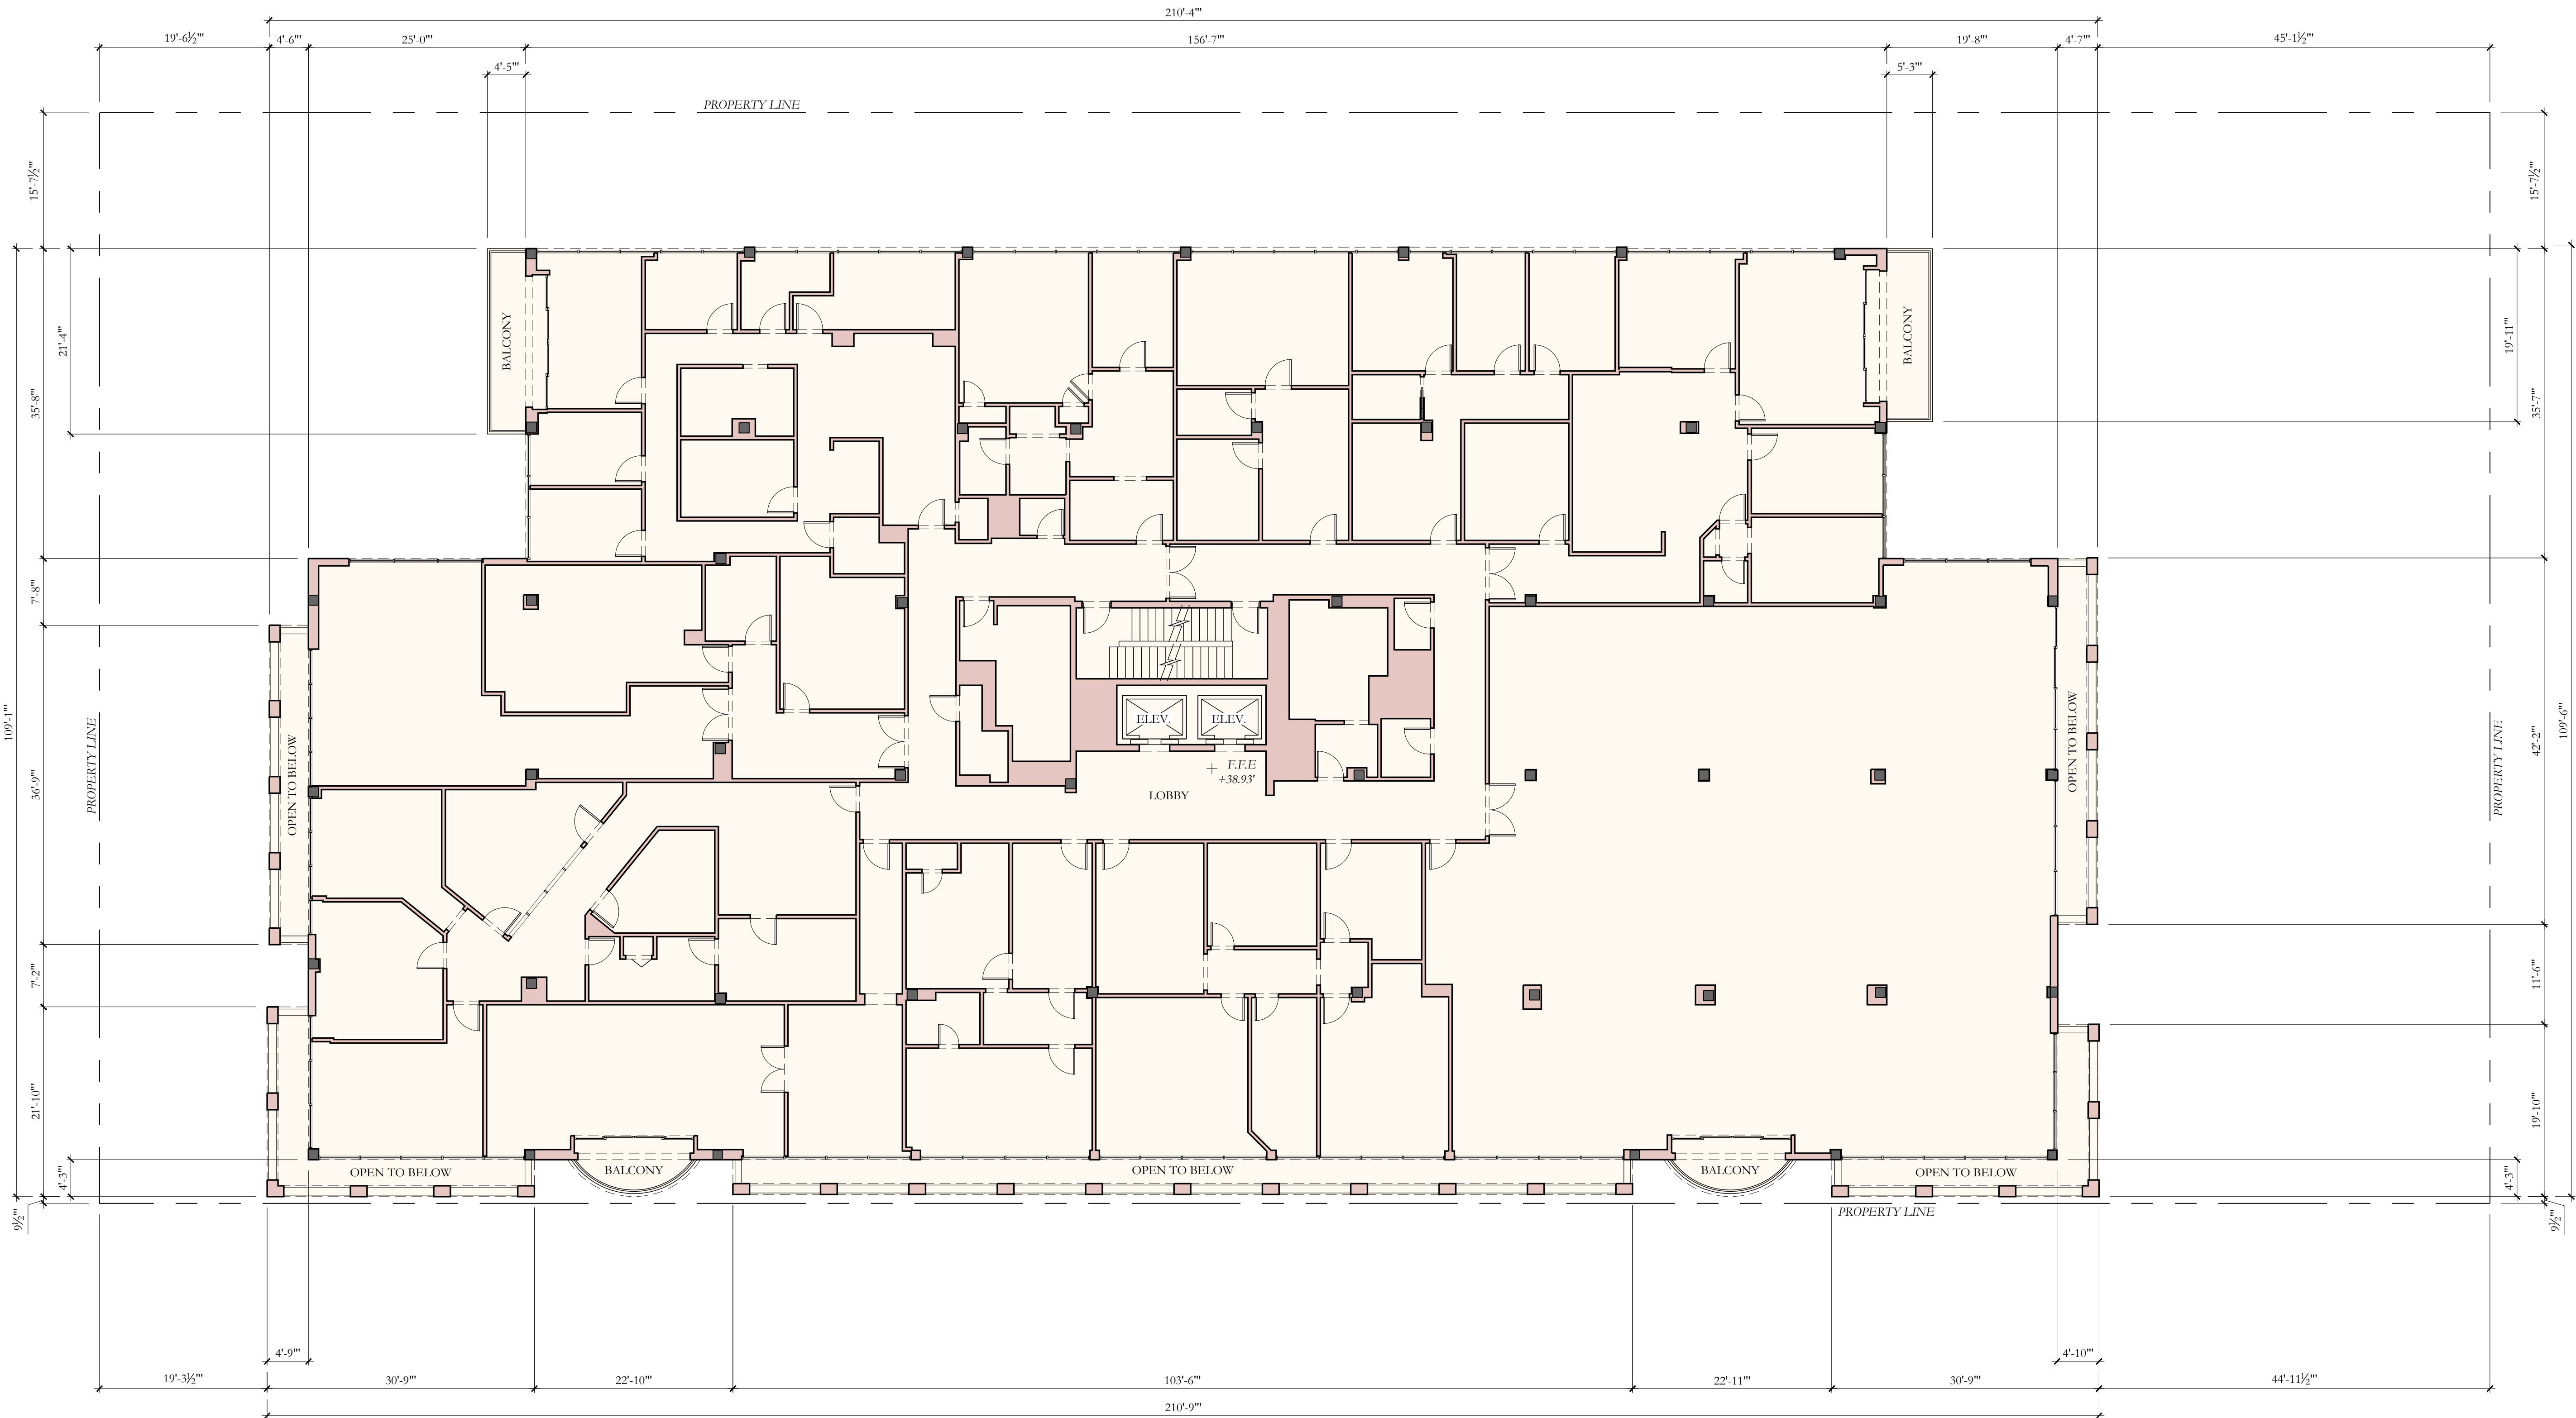 210'-4'"
19'-6½'"
4'-6'"
25'-0'"
156'-7'"
19'-8'"
4'-7'"
45'-1½'"
4'-5'"
5'-3'"
PROPERTY LINE
15'-7½'"
15'-7½'"
BALCONY
BALCONY
21'-4'"
19'-11'"
35'-8'"
35'-7'"
7'-8'"
109'-1'"
109'-6'"
PROPERTY LINE
OPEN TO BELOW
36'-9'"
ELEV.
ELEV.
F.F.E
+38.93'
LOBBY
OPEN TO BELOW
42'-2'"
PROPERTY LINE
7'-2'"
11'-6'"
21'-10'"
19'-10'"
4'-3'"
4'-3'"
OPEN TO BELOW
BALCONY
OPEN TO BELOW
BALCONY
OPEN TO BELOW
9½'"
9½'"
PROPERTY LINE
4'-9'"
4'-10'"
19'-3½'"
30'-9'"
22'-10'"
103'-6'"
22'-11'"
30'-9'"
44'-11½'"
210'-9'"